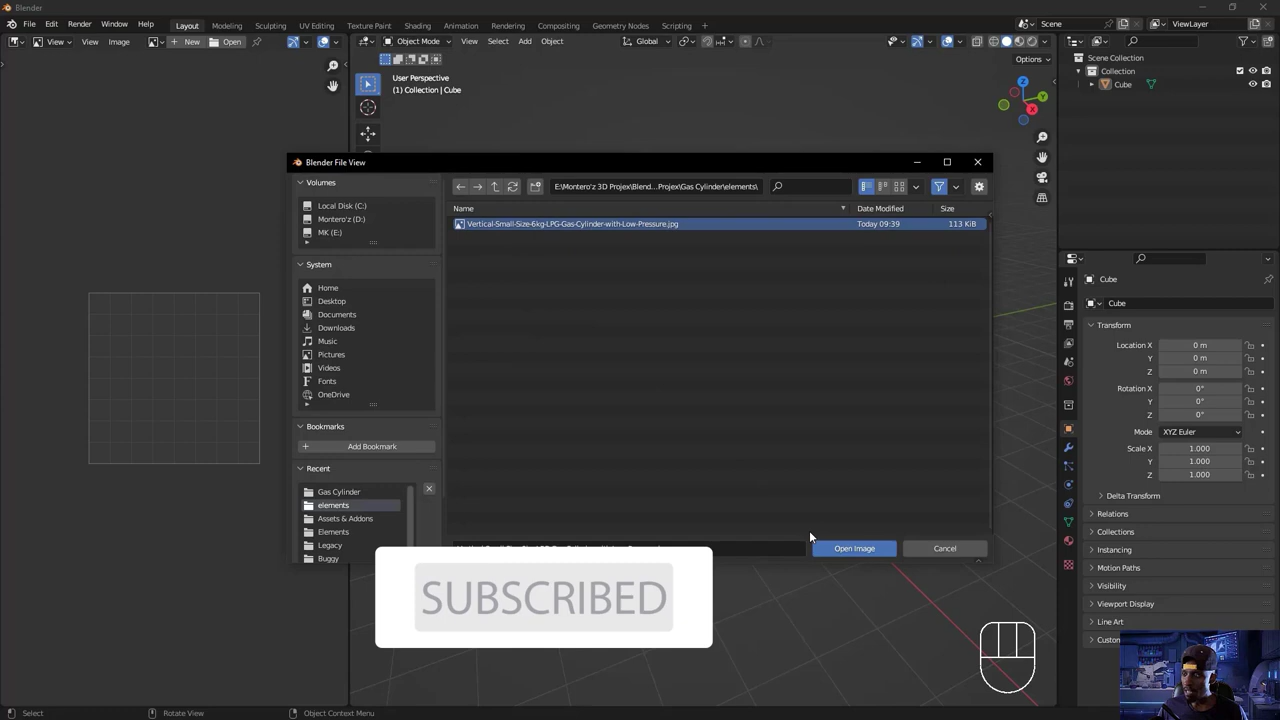 Blender
File Edit Render Window Help
Layout Modeling Sculpting UV Editing Texture Paint Shading Animation Rendering Compositing Geometry Nodes Scripting +
Scene
ViewLayer
View View Image New Open
Object Mode View Select Add Object Global
Options
User Perspective
(1) Collection | Cube
Z
Y
X
Scene Collection
Collection
Cube
Blender File View
Volumes
Local Disk (C:)
Montero'z (D:)
MK (E:)
System
Home
Desktop
Documents
Downloads
Music
Pictures
Videos
Fonts
OneDrive
Bookmarks
Add Bookmark
Recent
Gas Cylinder
elements
Assets & Addons
Elements
Legacy
Buggy
E:\Montero'z 3D Projex\Blend...Projex\Gas Cylinder\elements\
Name Date Modified Size
Vertical-Small-Size-6kg-LPG-Gas-Cylinder-with-Low-Pressure.jpg Today 09:39 113 KiB
Open Image Cancel
SUBSCRIBED
Cube
Cube
Transform
Location X 0 m
Y 0 m
Z 0 m
Rotation X 0°
Y 0°
Z 0°
Mode XYZ Euler
Scale X 1.000
Y 1.000
Z 1.000
Delta Transform
Relations
Collections
Instancing
Motion Paths
Visibility
Viewport Display
Line Art
Custom
Select Rotate View Object Context Menu